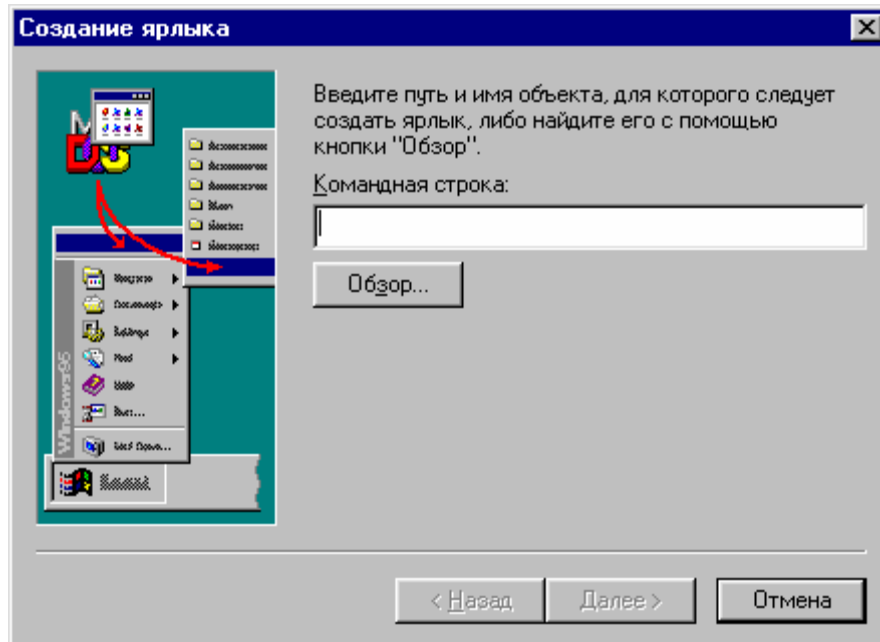 Создание ярлыка
Введите путь и имя объекта, для которого следует
создать ярлык, либо найдите его с помощью
кнопки "Обзор".
Командная строка:
Обзор...
Windows95
< Назад
Далее >
Отмена